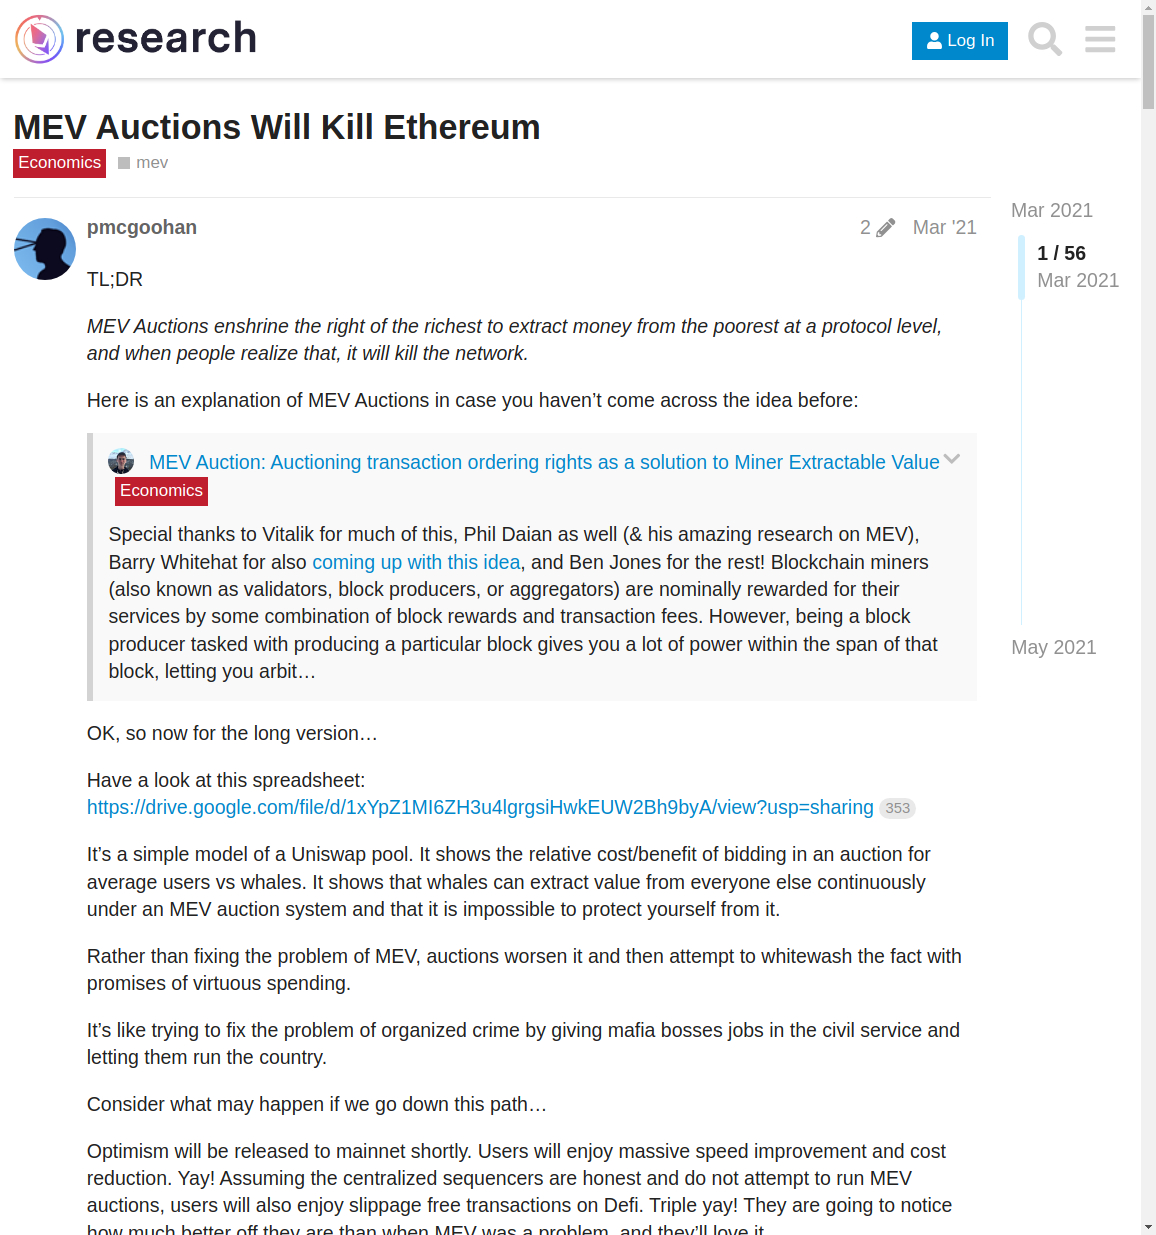 research
Log In
MEV Auctions Will Kill Ethereum
Economics mev
Mar 2021
pmcgoohan 2 Mar '21
1 / 56
Mar 2021
TL;DR
MEV Auctions enshrine the right of the richest to extract money from the poorest at a protocol level,
and when people realize that, it will kill the network.
Here is an explanation of MEV Auctions in case you haven’t come across the idea before:
MEV Auction: Auctioning transaction ordering rights as a solution to Miner Extractable Value
Economics
Special thanks to Vitalik for much of this, Phil Daian as well (& his amazing research on MEV),
Barry Whitehat for also coming up with this idea, and Ben Jones for the rest! Blockchain miners
(also known as validators, block producers, or aggregators) are nominally rewarded for their
services by some combination of block rewards and transaction fees. However, being a block
producer tasked with producing a particular block gives you a lot of power within the span of that
block, letting you arbit…
May 2021
OK, so now for the long version…
Have a look at this spreadsheet:
https://drive.google.com/file/d/1xYpZ1MI6ZH3u4lgrgsiHwkEUW2Bh9byA/view?usp=sharing 353
It’s a simple model of a Uniswap pool. It shows the relative cost/benefit of bidding in an auction for
average users vs whales. It shows that whales can extract value from everyone else continuously
under an MEV auction system and that it is impossible to protect yourself from it.
Rather than fixing the problem of MEV, auctions worsen it and then attempt to whitewash the fact with
promises of virtuous spending.
It’s like trying to fix the problem of organized crime by giving mafia bosses jobs in the civil service and
letting them run the country.
Consider what may happen if we go down this path…
Optimism will be released to mainnet shortly. Users will enjoy massive speed improvement and cost
reduction. Yay! Assuming the centralized sequencers are honest and do not attempt to run MEV
auctions, users will also enjoy slippage free transactions on Defi. Triple yay! They are going to notice
how much better off they are than when MEV was a problem, and they’ll love it.